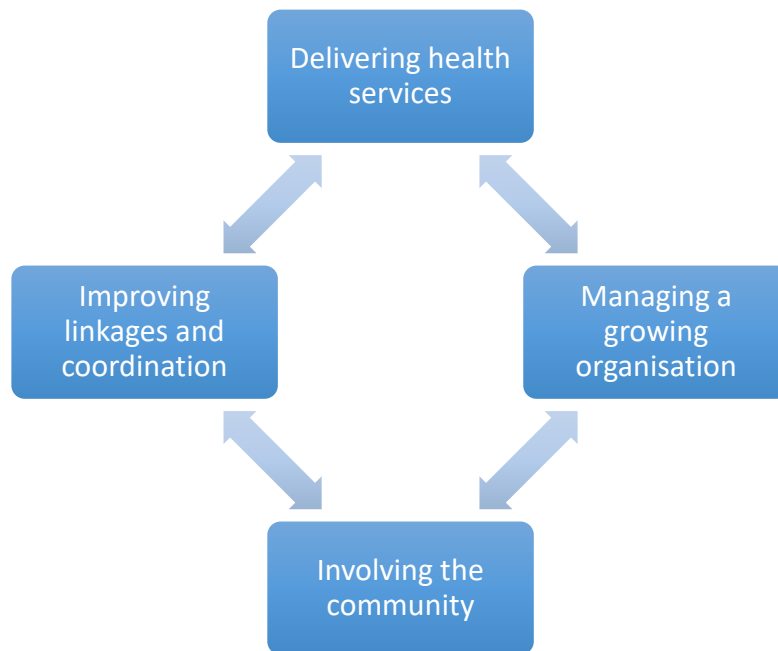 Delivering health
services
Improving
linkages and
coordination
Managing a
growing
organisation
Involving the
community